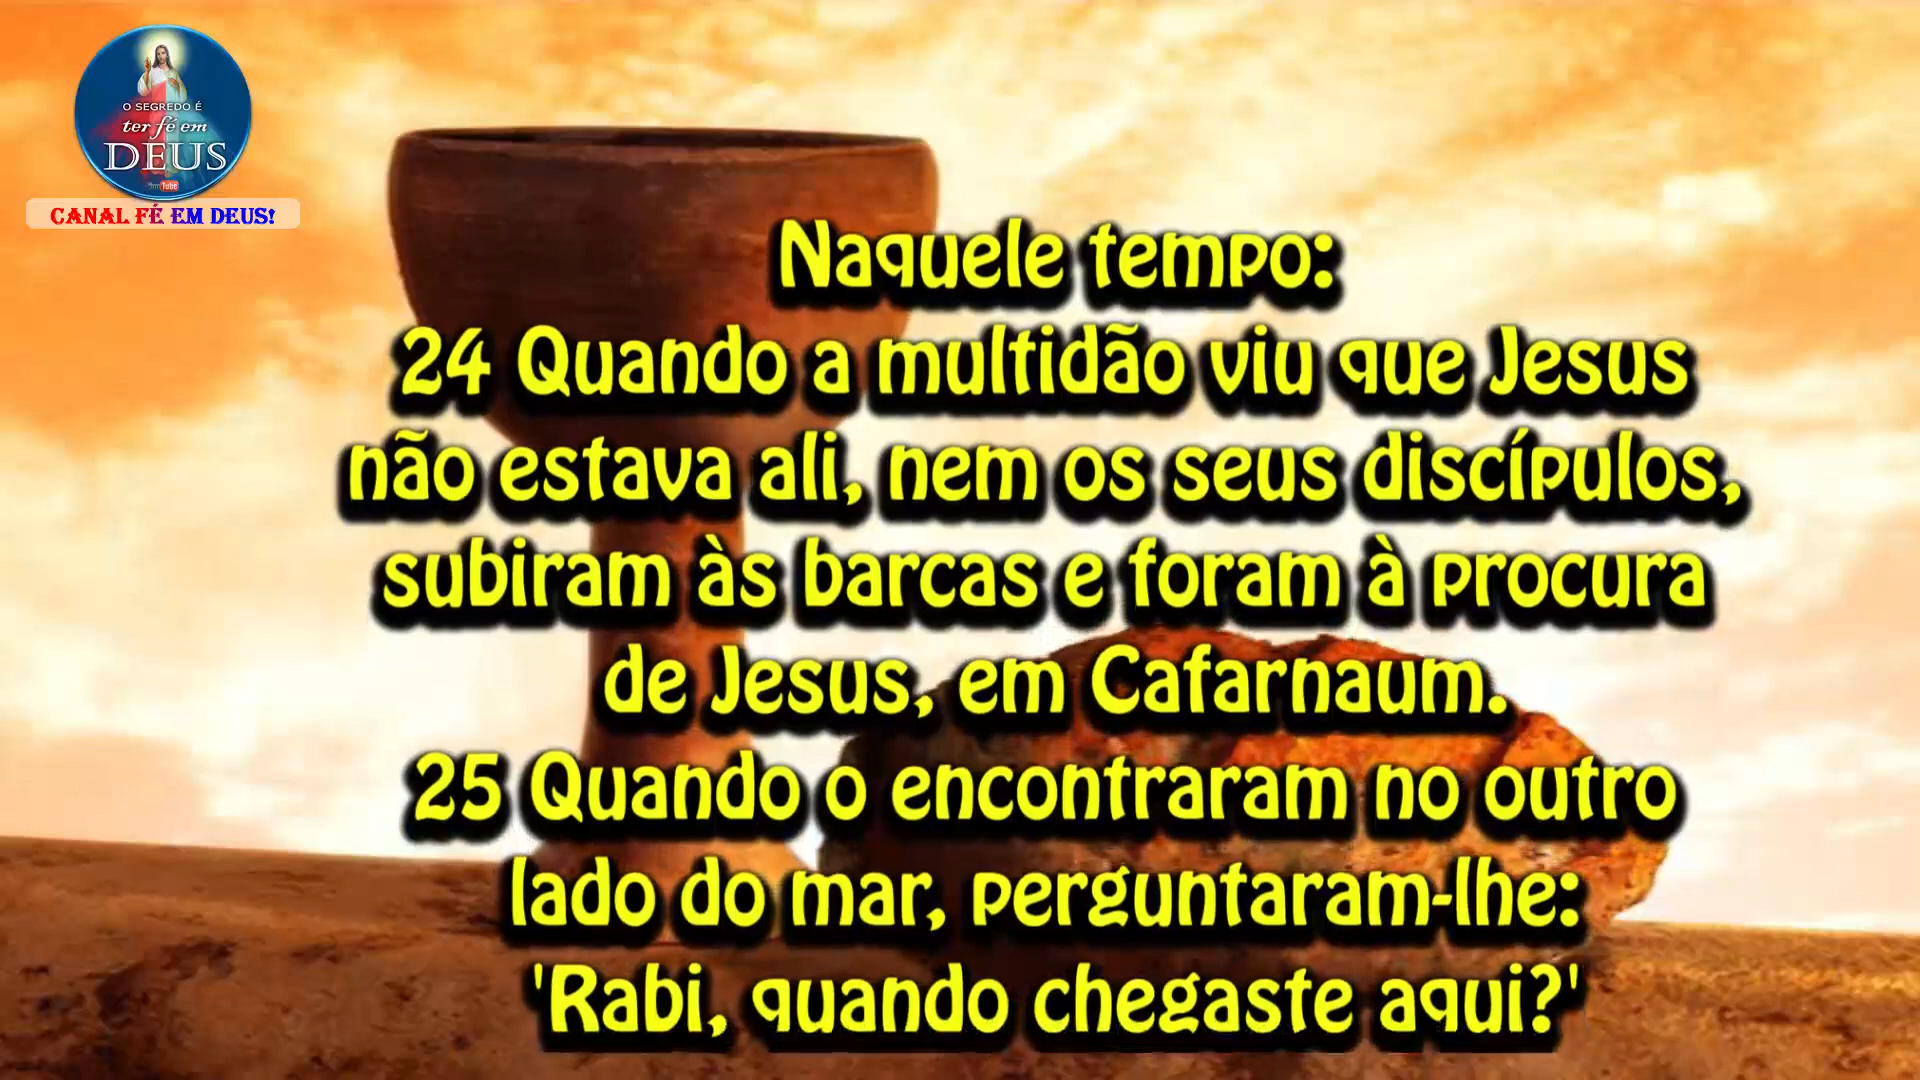 O SEGREDO É
ter fé em
DEUS
CANAL FÉ EM DEUS!
Naquele tempo:
24 Quando a multidão viu que Jesus
não estava ali, nem os seus discípulos,
subiram às barcas e foram à procura
de Jesus, em Cafarnaum.
25 Quando o encontraram no outro
lado do mar, perguntaram-lhe:
'Rabi, quando chegaste aqui?'